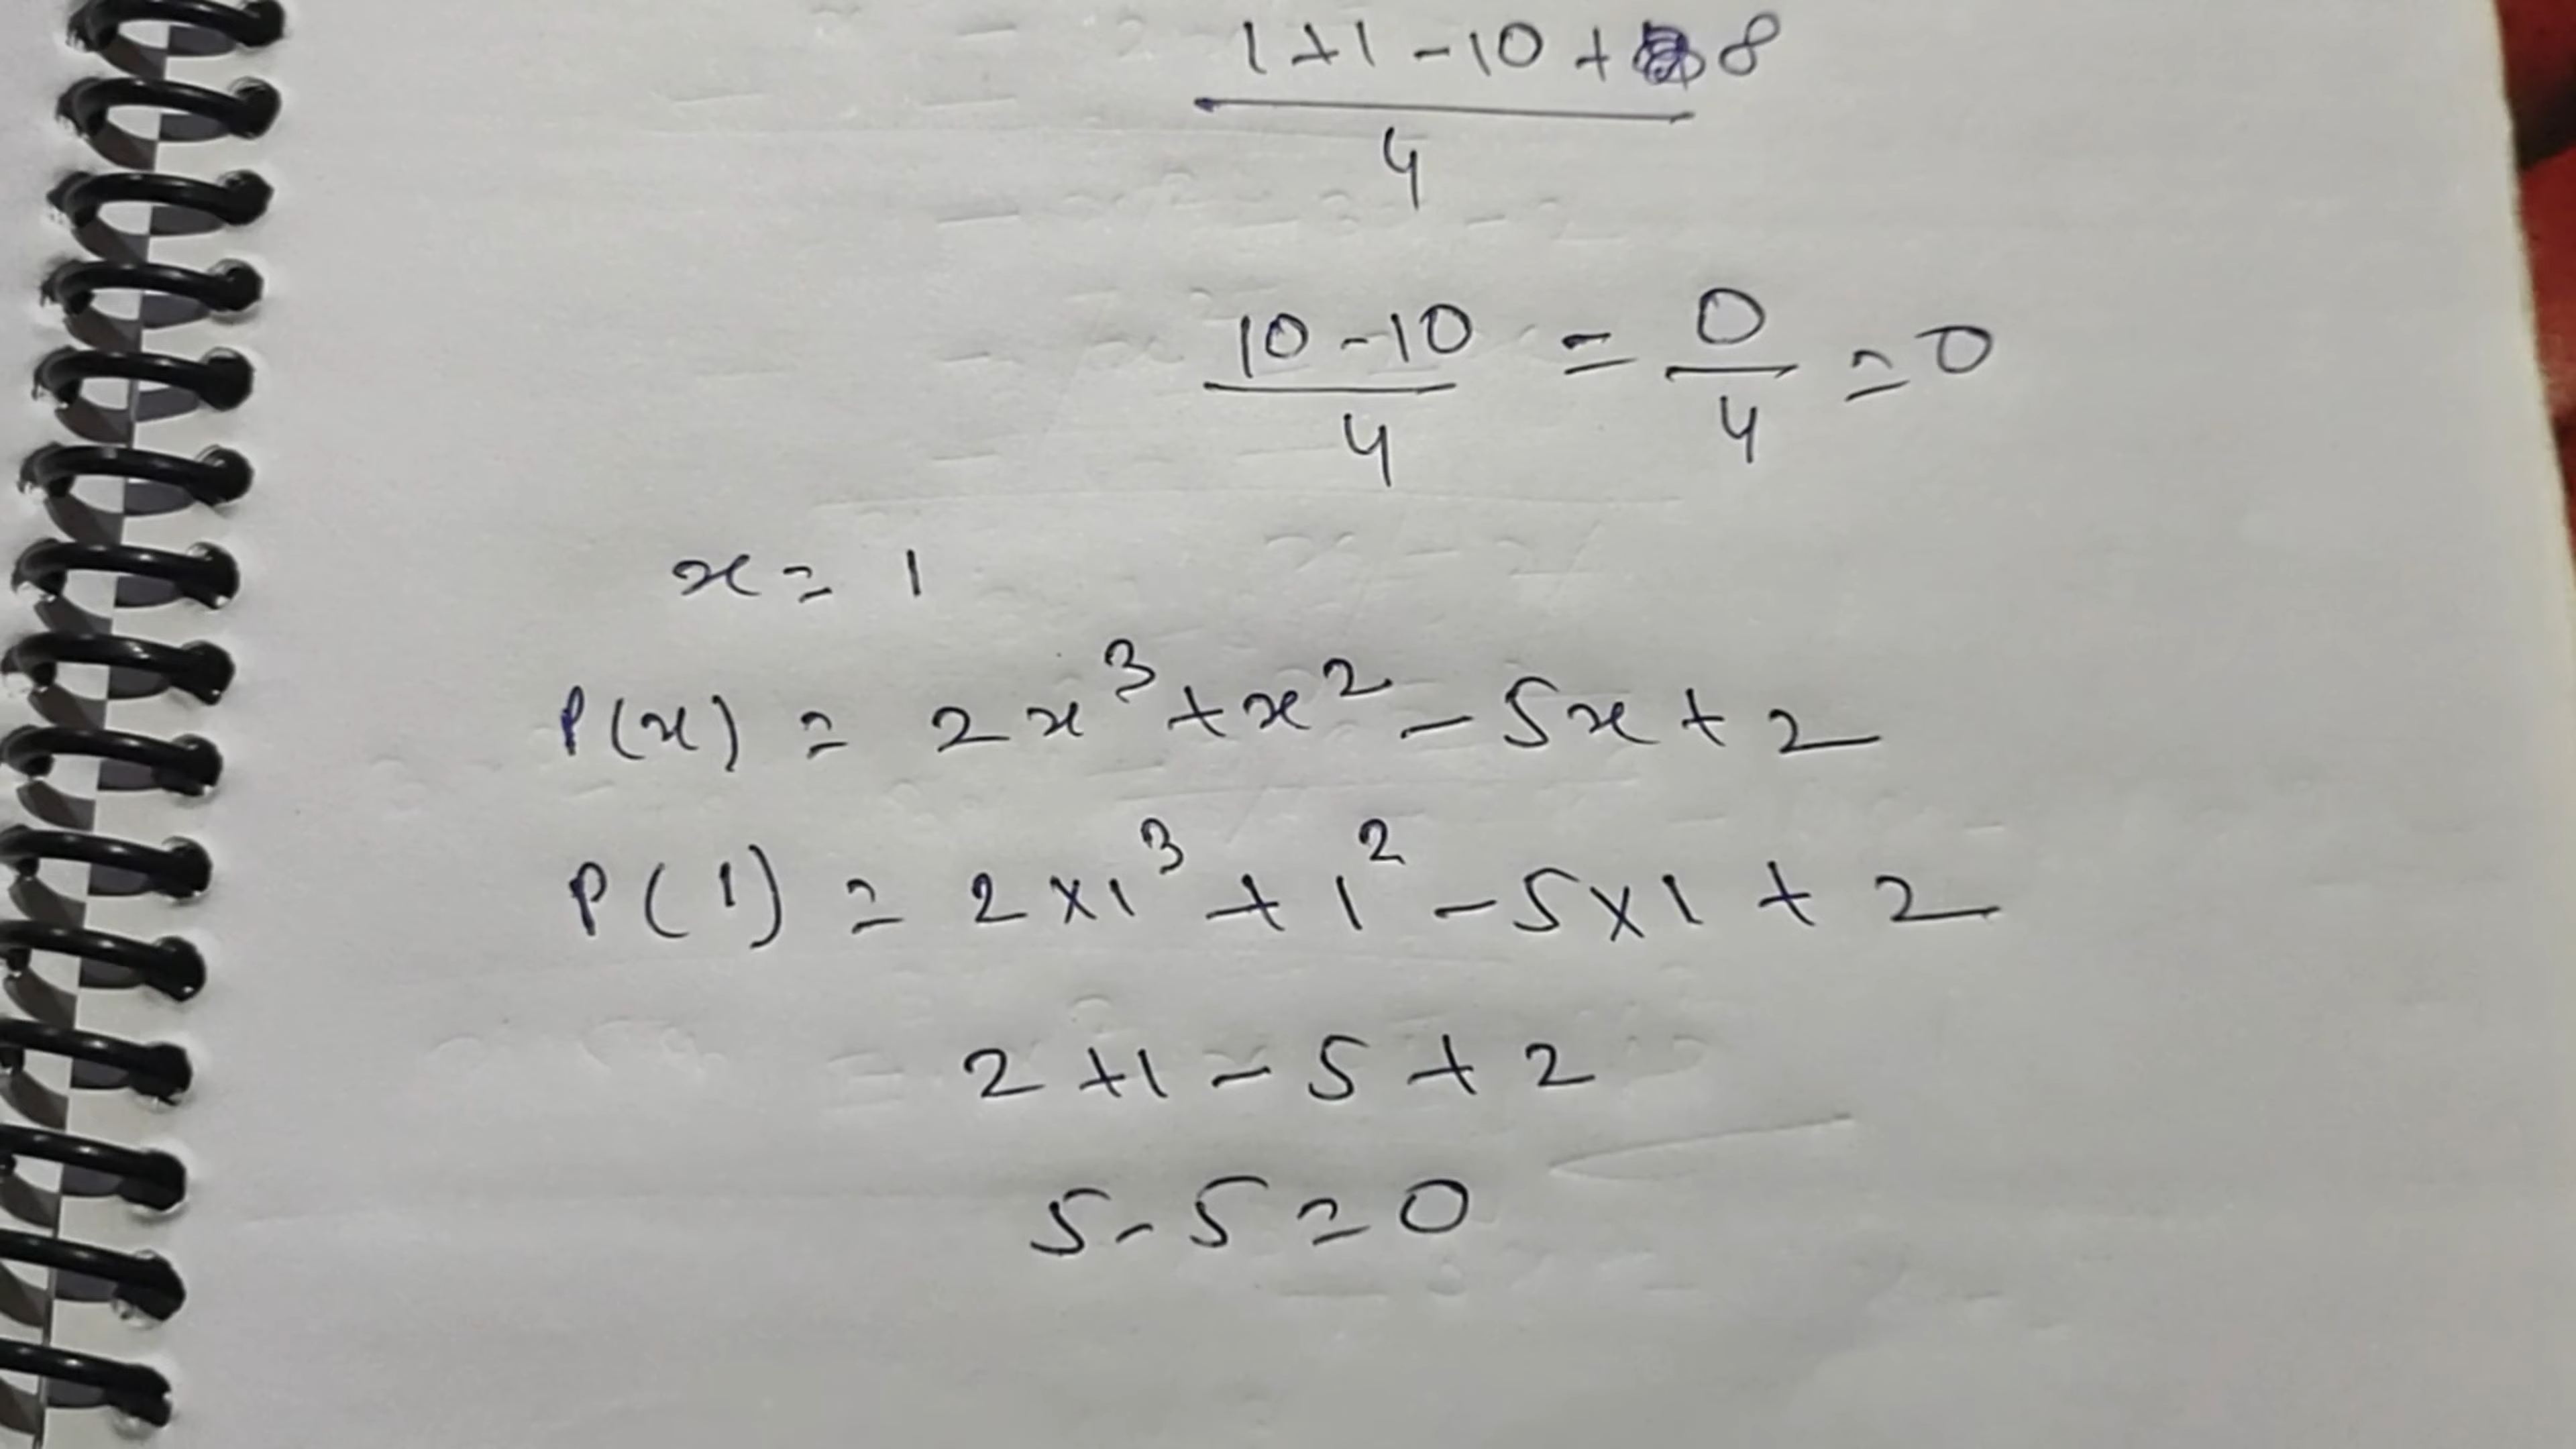 1+1-10+8
4
10-10 = 0 = 0
4 4
x = 1
P(x) = 2x³+x²-5x+2
P(1) = 2×1³+1²-5×1+2
2+1-5+2
5-5=0